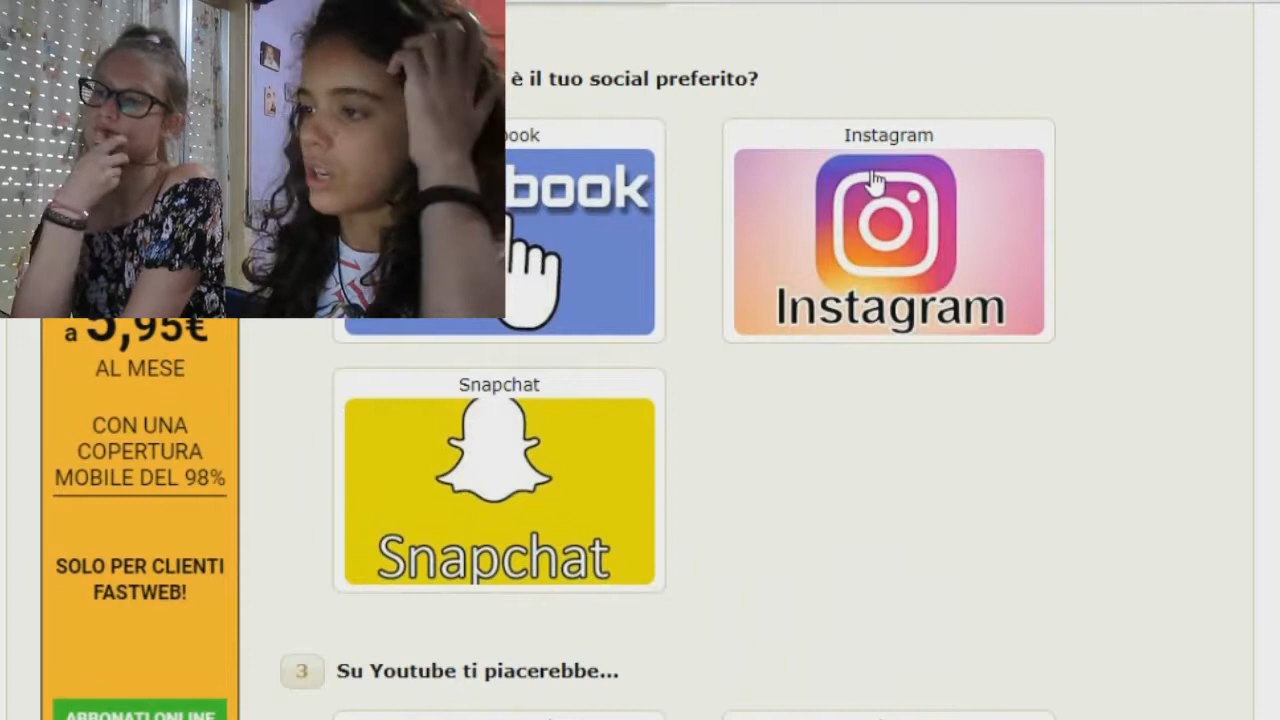 è il tuo social preferito?
book
Instagram
book
Instagram
a 5,95€
AL MESE
CON UNA
COPERTURA
MOBILE DEL 98%
SOLO PER CLIENTI
FASTWEB!
ABBONATI ONLINE
Snapchat
Snapchat
3
Su Youtube ti piacerebbe...